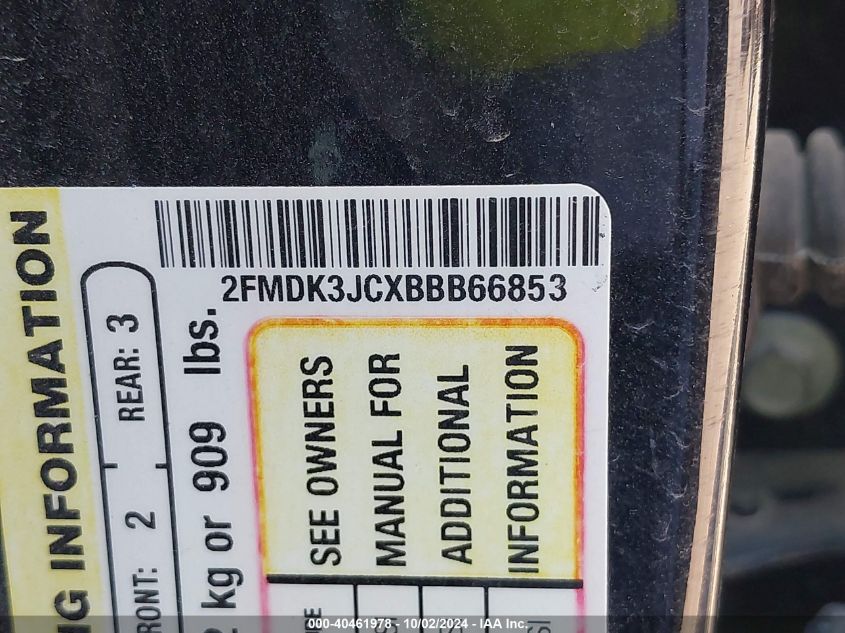 2FMDK3JCXBBB66853
INFORMATION
FRONT: 2 REAR: 3
kg or 909 lbs.
SEE OWNERS
MANUAL FOR
ADDITIONAL
INFORMATION
000-40461978 - 10/02/2024 - IAA Inc.